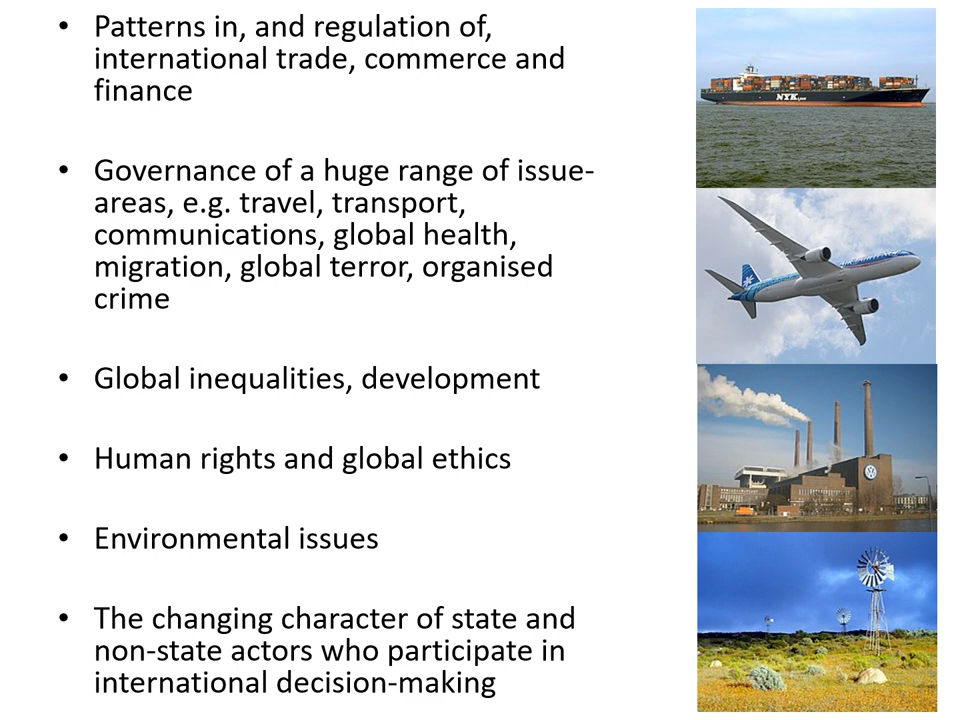 • Patterns in, and regulation of,
international trade, commerce and
finance
• Governance of a huge range of issue-
areas, e.g. travel, transport,
communications, global health,
migration, global terror, organised
crime
• Global inequalities, development
• Human rights and global ethics
• Environmental issues
• The changing character of state and
non-state actors who participate in
international decision-making
NYK LINE
VW